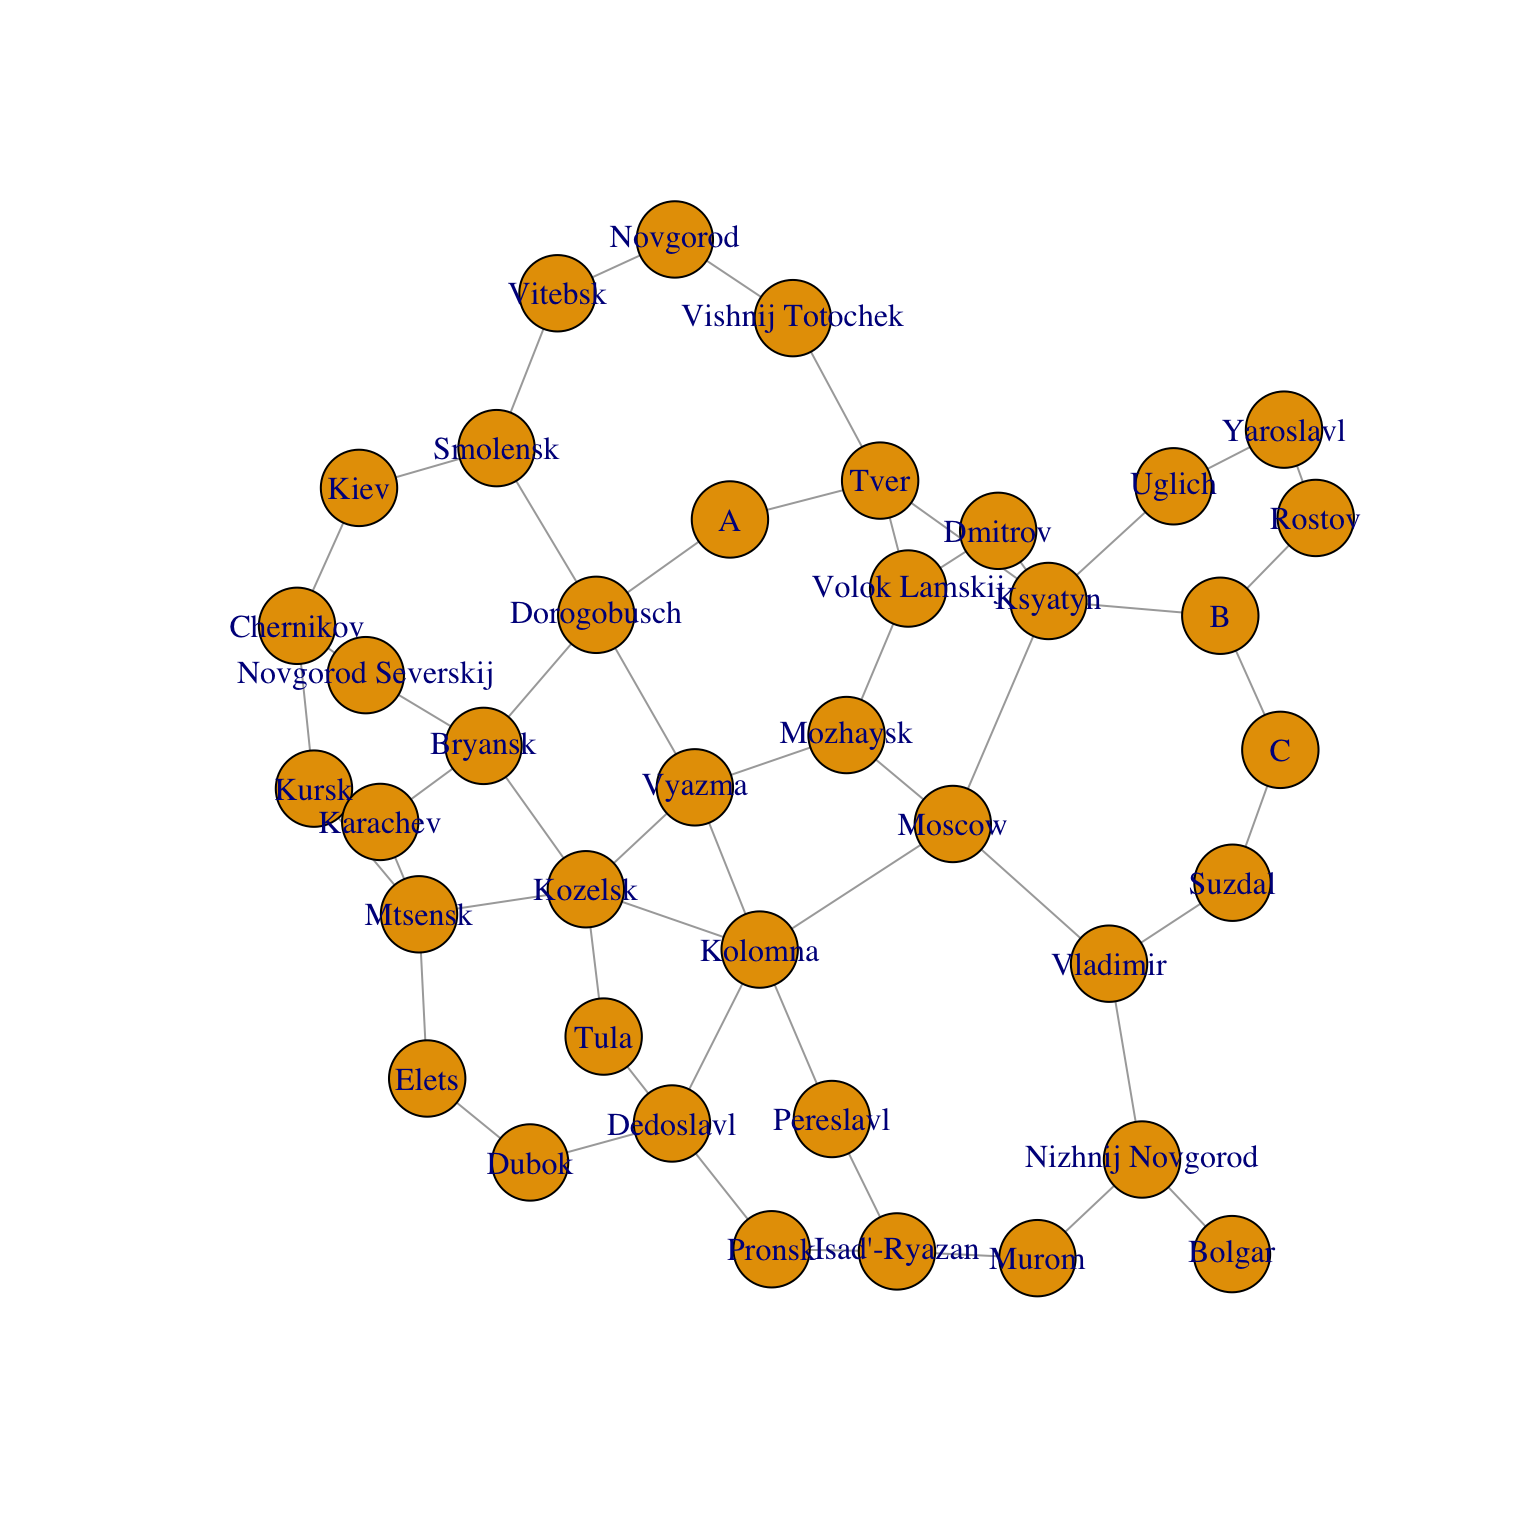 Novgorod
Vitebsk
Vishnij Totochek
Yaroslavl
Smolensk
Kiev
Tver
Uglich
A
Rostov
Dmitrov
Volok Lamskij
Ksyatyn
Dorogobusch
B
Chernikov
Novgorod Severskij
Mozhaysk
Bryansk
C
Vyazma
Kursk
Karachev
Moscow
Suzdal
Kozelsk
Mtsensk
Kolomna
Vladimir
Tula
Elets
Dedoslavl
Pereslavl
Nizhnij Novgorod
Dubok
Pronsk
Isad'-Ryazan
Murom
Bolgar